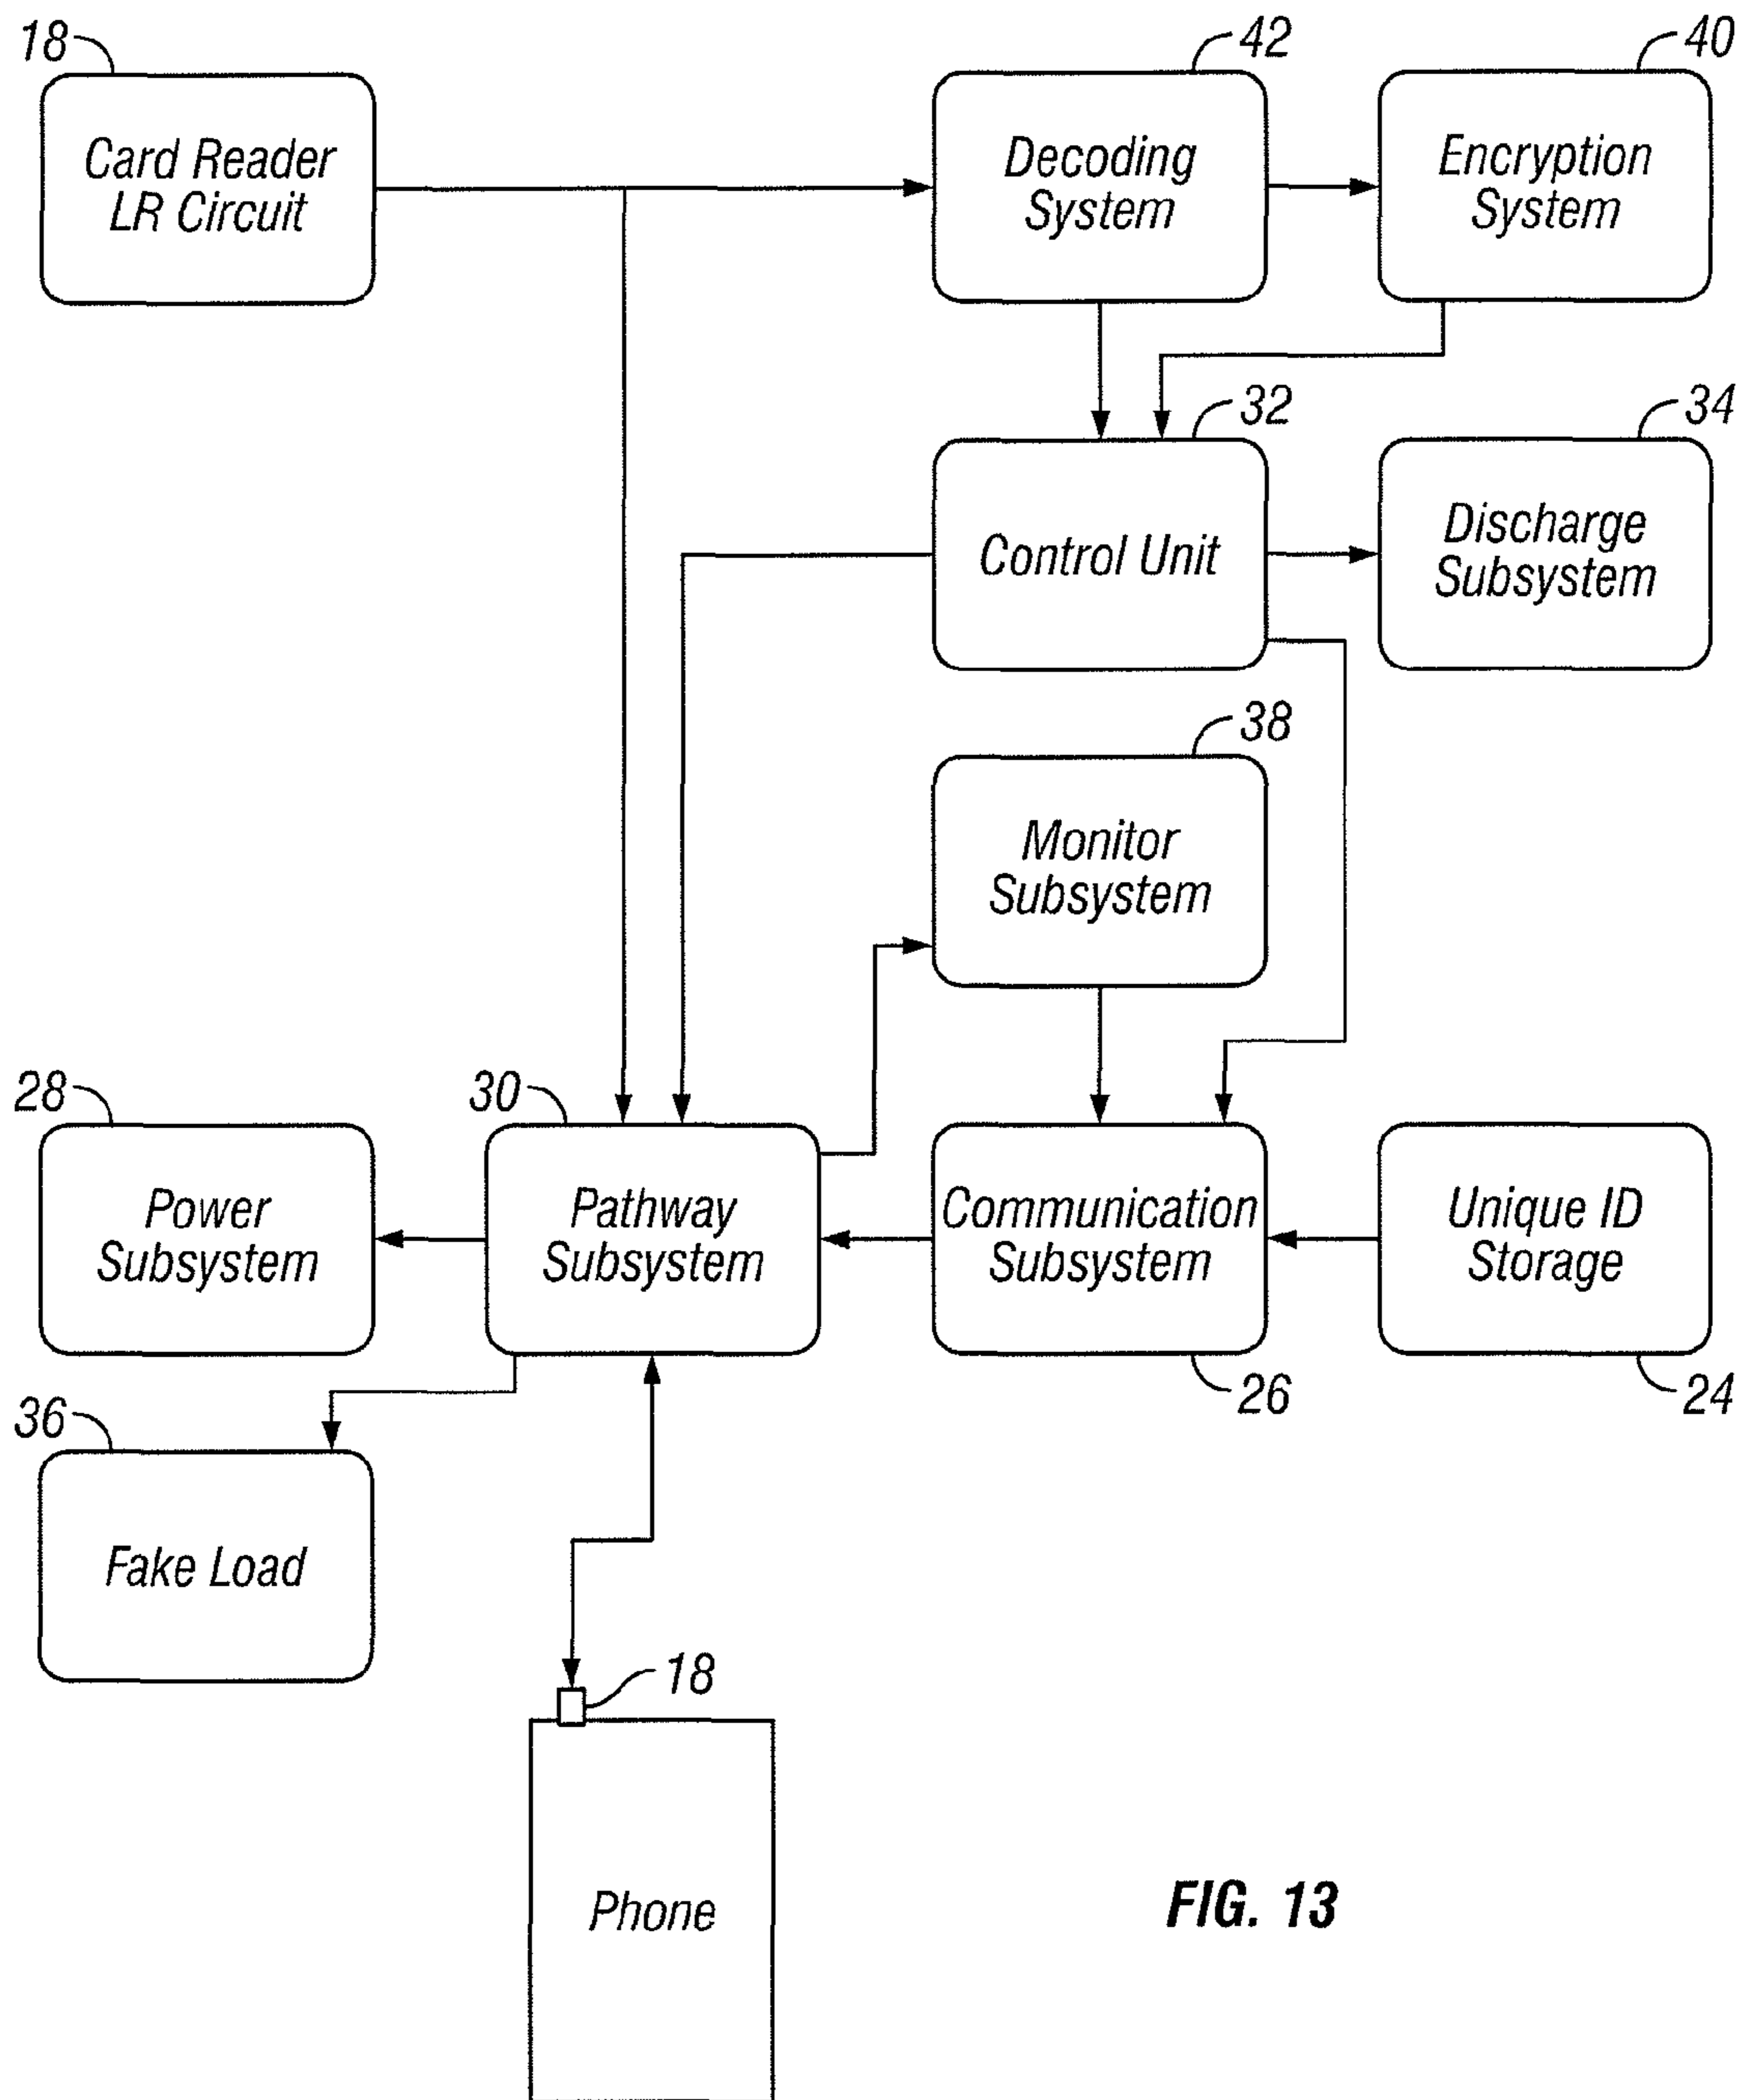 18
42
40
Card Reader
LR Circuit
Decoding
System
Encryption
System
32
34
Control Unit
Discharge
Subsystem
38
Monitor
Subsystem
28
30
Power
Subsystem
Pathway
Subsystem
Communication
Subsystem
Unique ID
Storage
26
24
36
Fake Load
18
Phone
FIG. 13